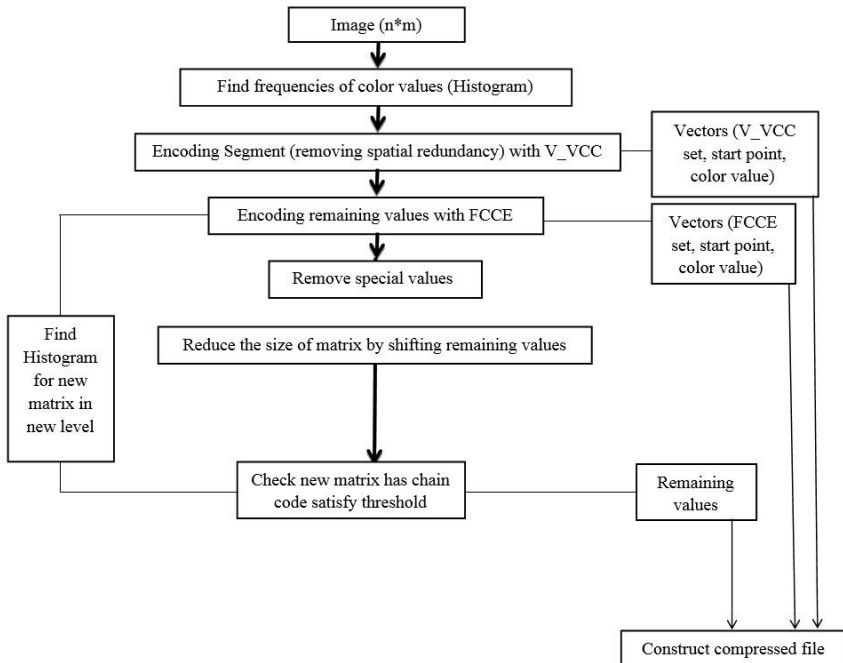 Image (n*m)
Find frequencies of color values (Histogram)
Encoding Segment (removing spatial redundancy) with V_VCC
Vectors (V_VCC
set, start point,
color value)
Encoding remaining values with FCCE
Vectors (FCCE
set, start point,
color value)
Remove special values
Find
Histogram
for new
matrix in
new level
Reduce the size of matrix by shifting remaining values
Check new matrix has chain
code satisfy threshold
Remaining
values
Construct compressed file